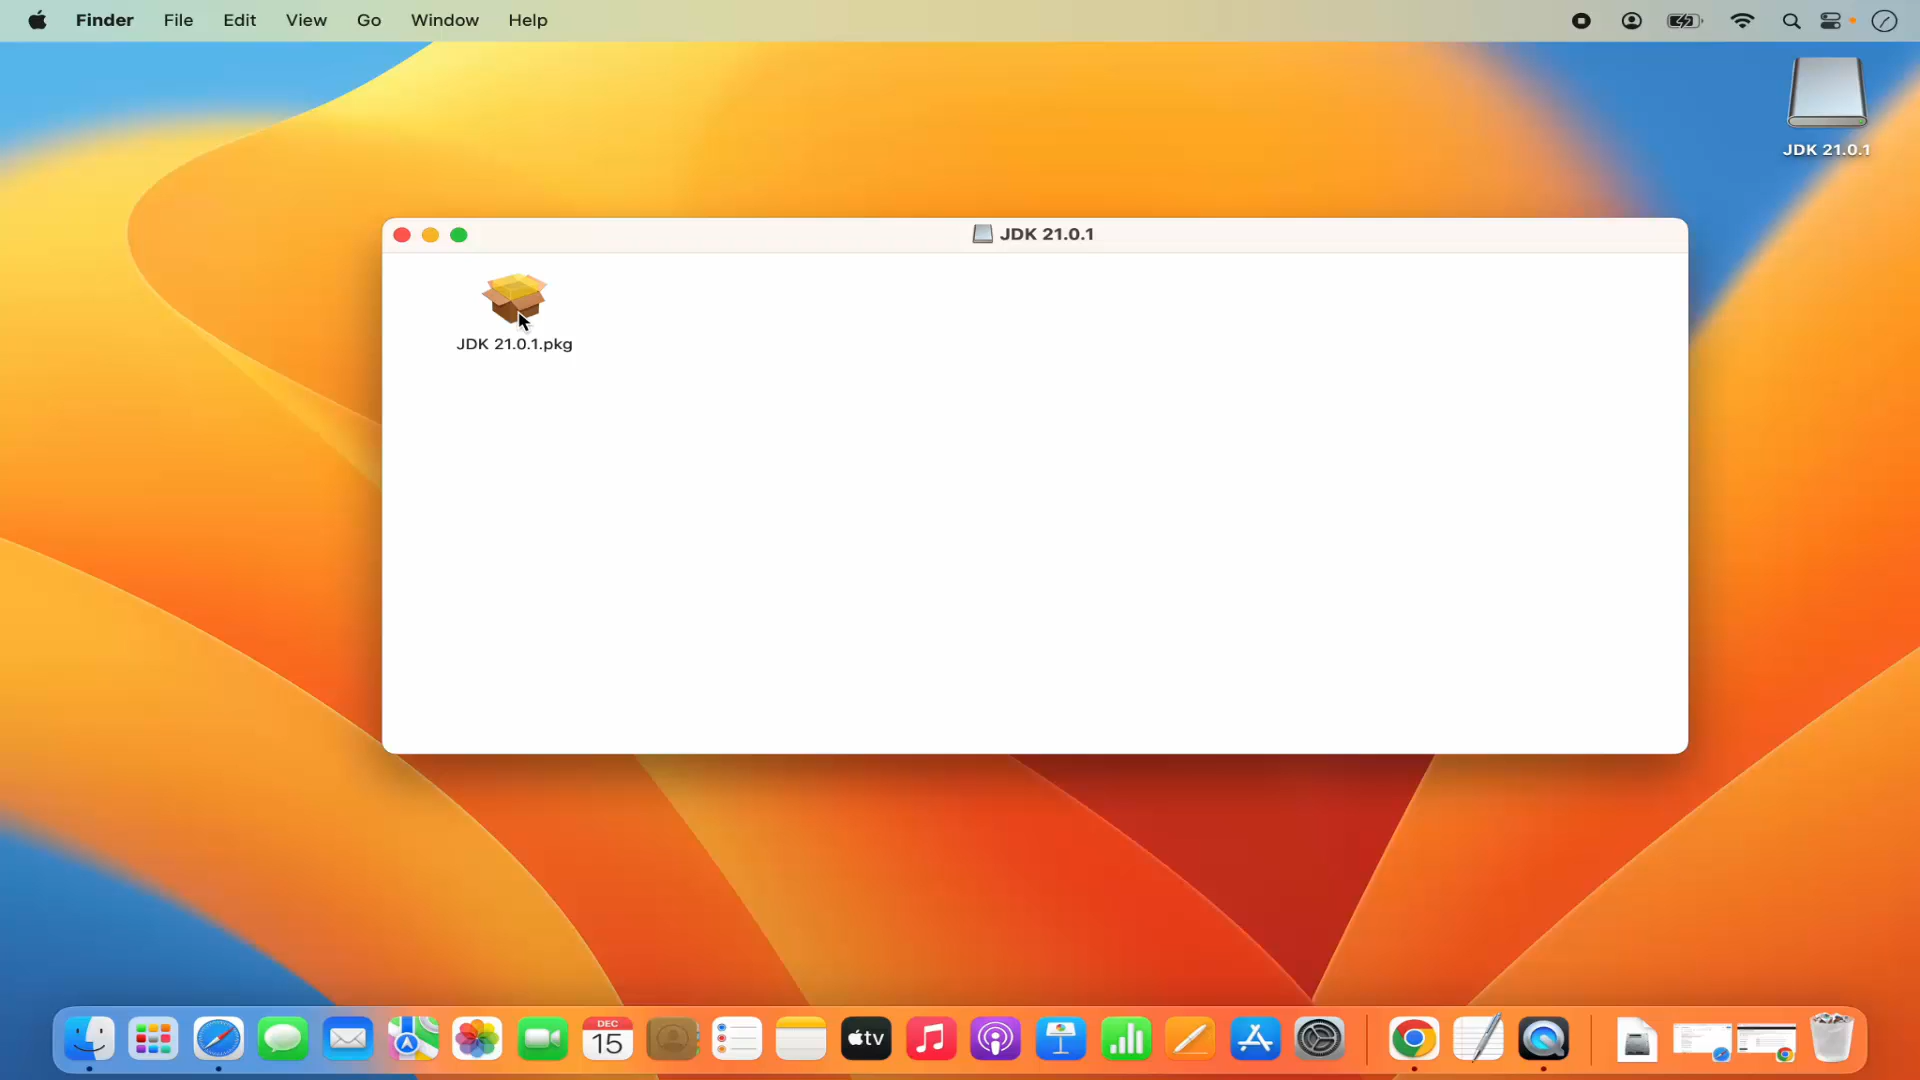 Finder File Edit View Go Window Help
JDK 21.0.1
JDK 21.0.1
JDK 21.0.1.pkg
DEC
15
tv